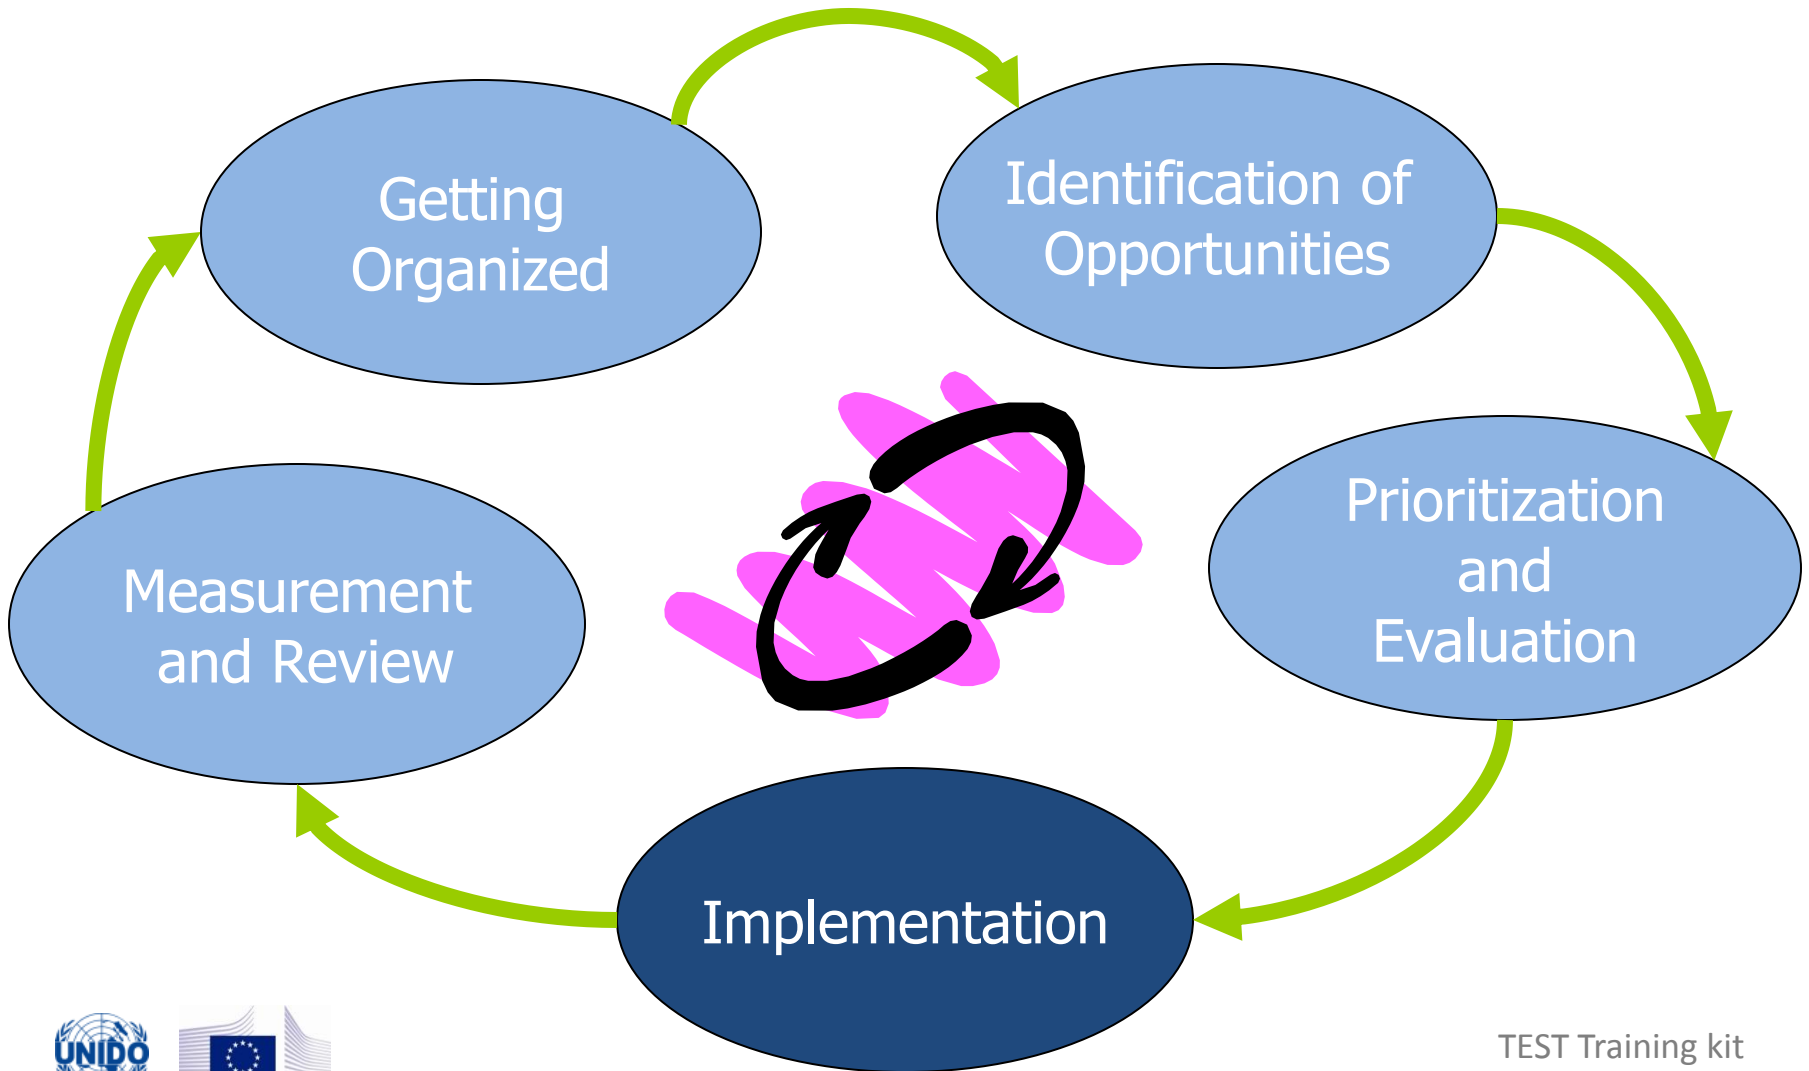 Getting
Organized
Identification of
Opportunities
Prioritization
and
Evaluation
Measurement
and Review
Implementation
UNIDO
TEST Training kit